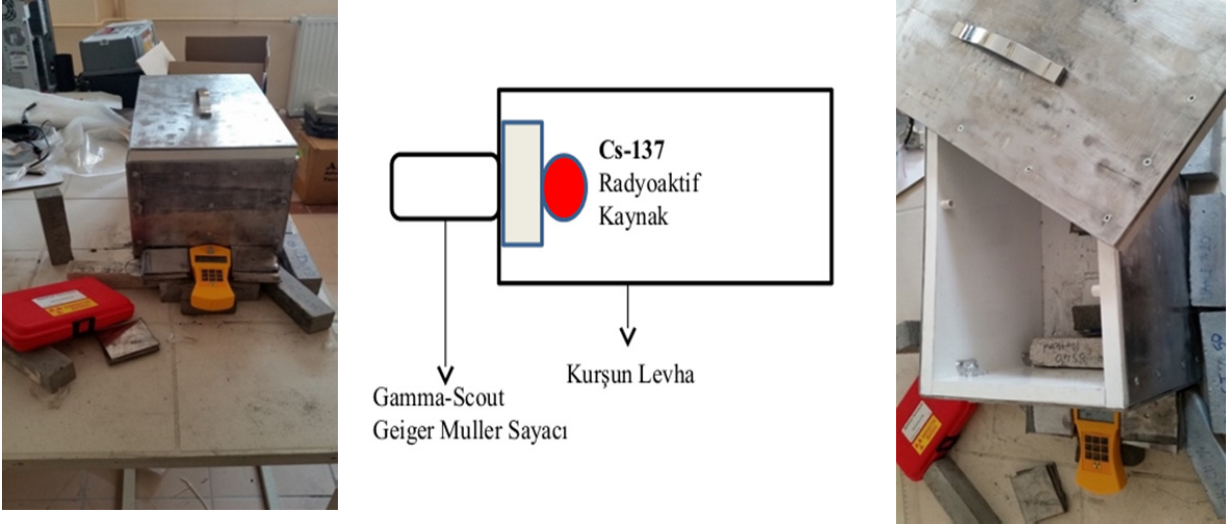 Cs-137
Radyoaktif
Kaynak
Kurşun Levha
Gamma-Scout
Geiger Muller Sayacı